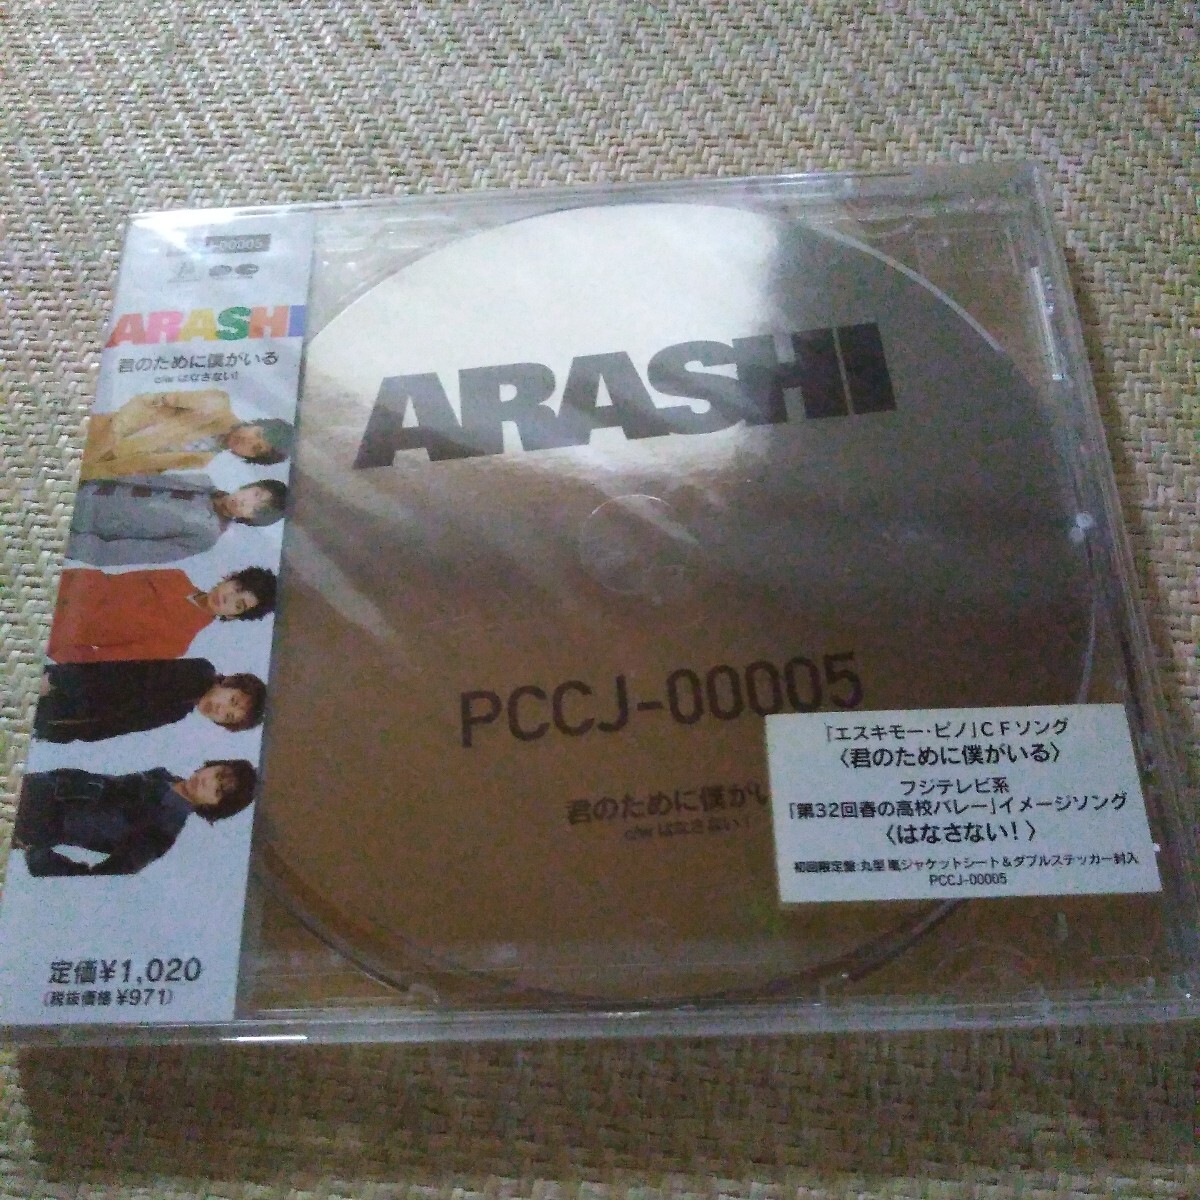 -00005
ARASHI
君のために僕がいる
c/w はなさない!
定価¥1,020
(税抜価格 ¥971)
ARASHI
PCCJ-00005
君のために僕がい
c/w はなさない!
「エスキモー・ピノ」CFソング
〈君のために僕がいる〉
フジテレビ系
「第32回春の高校バレー」イメージソング
〈はなさない!〉
初回限定盤:丸型嵐ジャケットシート&ダブルステッカー封入
PCCJ-00005